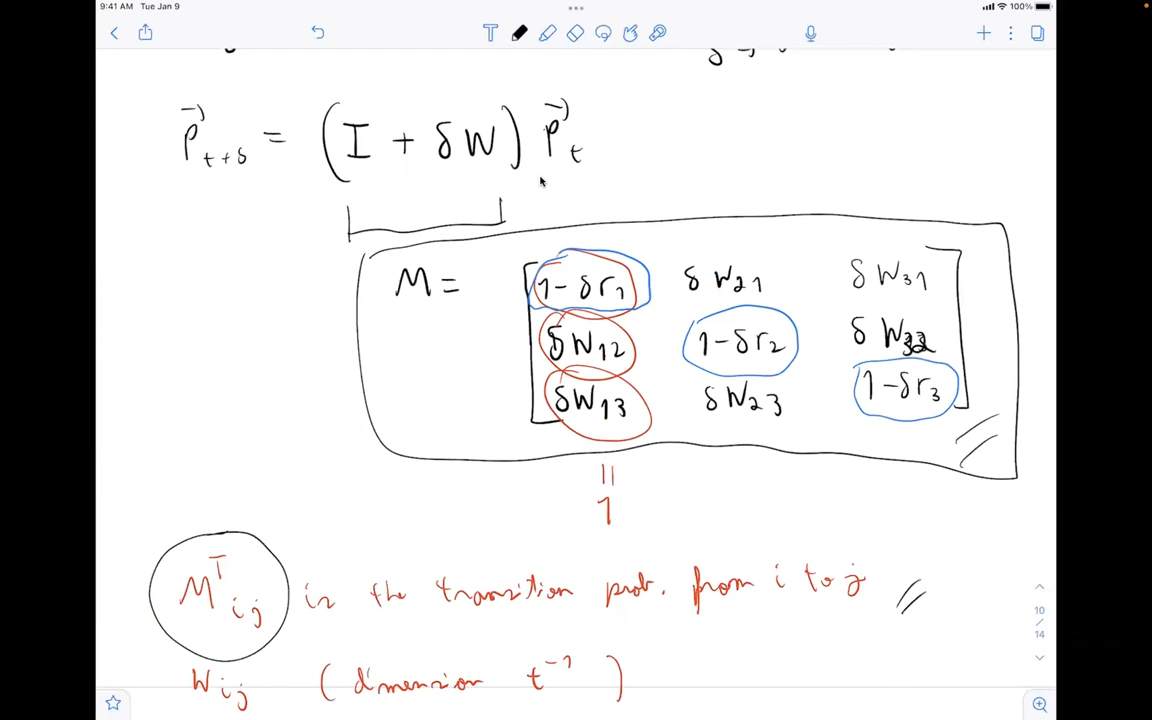 9:41 AM Tue Jan 9
100%
T
P⃗ₜ₊δ = (I + δW) P⃗ₜ
M = [ 1-δr₁ δW₂₁ δW₃₁
δW₁₂ 1-δr₂ δW₃₂
δW₁₃ δW₂₃ 1-δr₃ ]
||
1
Mᵀᵢⱼ is the transition prob. from i to j //
Wᵢⱼ (dimension t⁻¹)
10
/
14